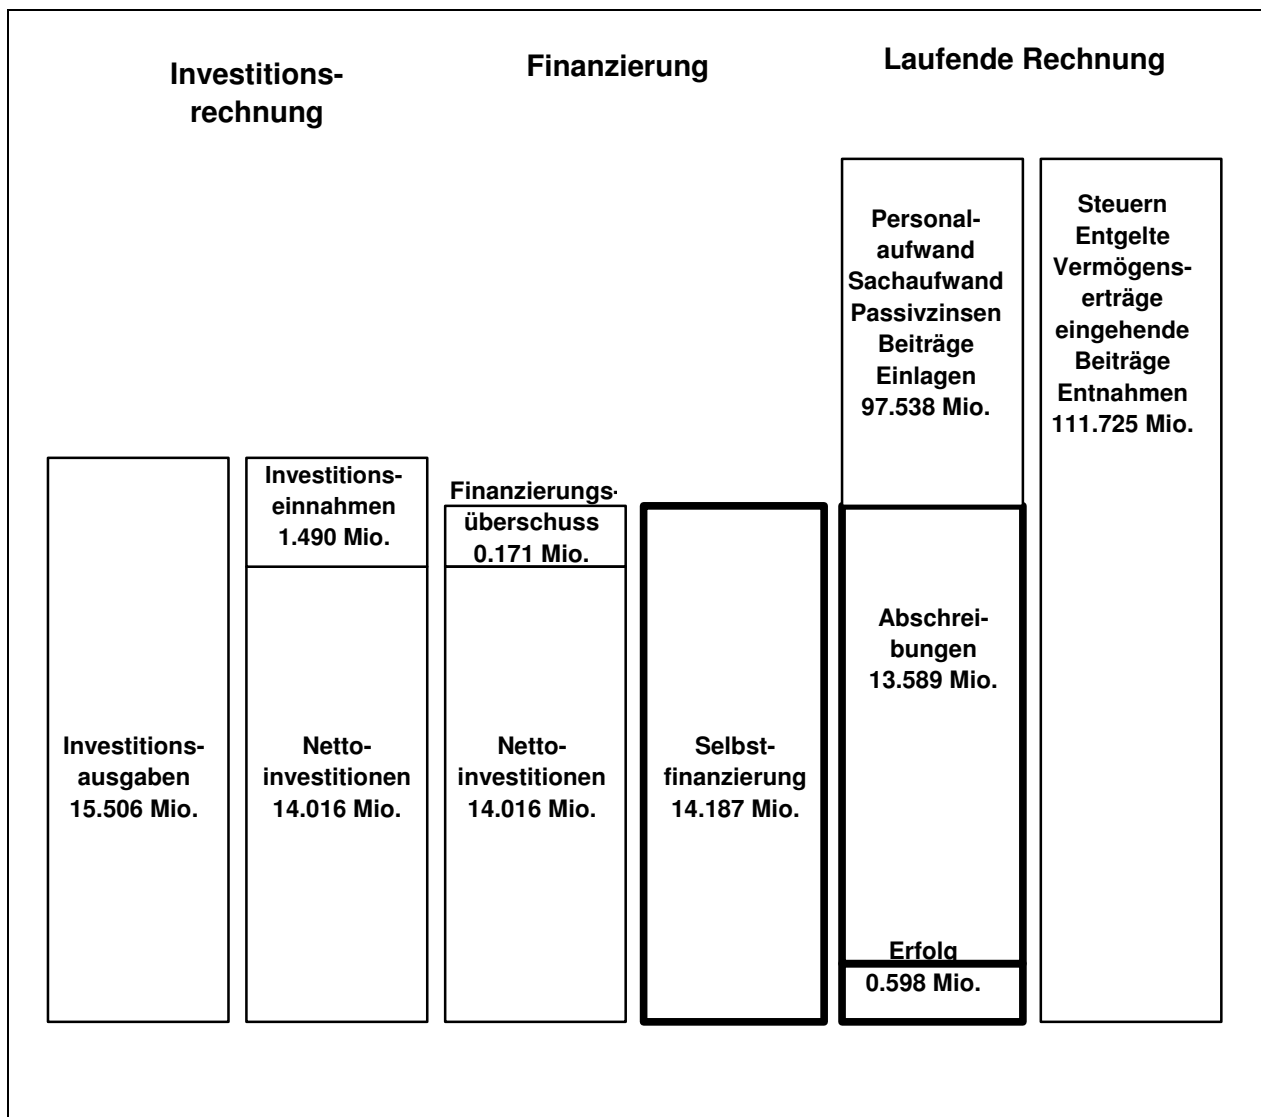 Investitions-
rechnung
Finanzierung
Laufende Rechnung
Investitions-
ausgaben
15.506 Mio.
Investitions-
einnahmen
1.490 Mio.
Netto-
investitionen
14.016 Mio.
Finanzierungs-
überschuss
0.171 Mio.
Netto-
investitionen
14.016 Mio.
Selbst-
finanzierung
14.187 Mio.
Personal-
aufwand
Sachaufwand
Passivzinsen
Beiträge
Einlagen
97.538 Mio.
Abschrei-
bungen
13.589 Mio.
Erfolg
0.598 Mio.
Steuern
Entgelte
Vermögens-
erträge
eingehende
Beiträge
Entnahmen
111.725 Mio.